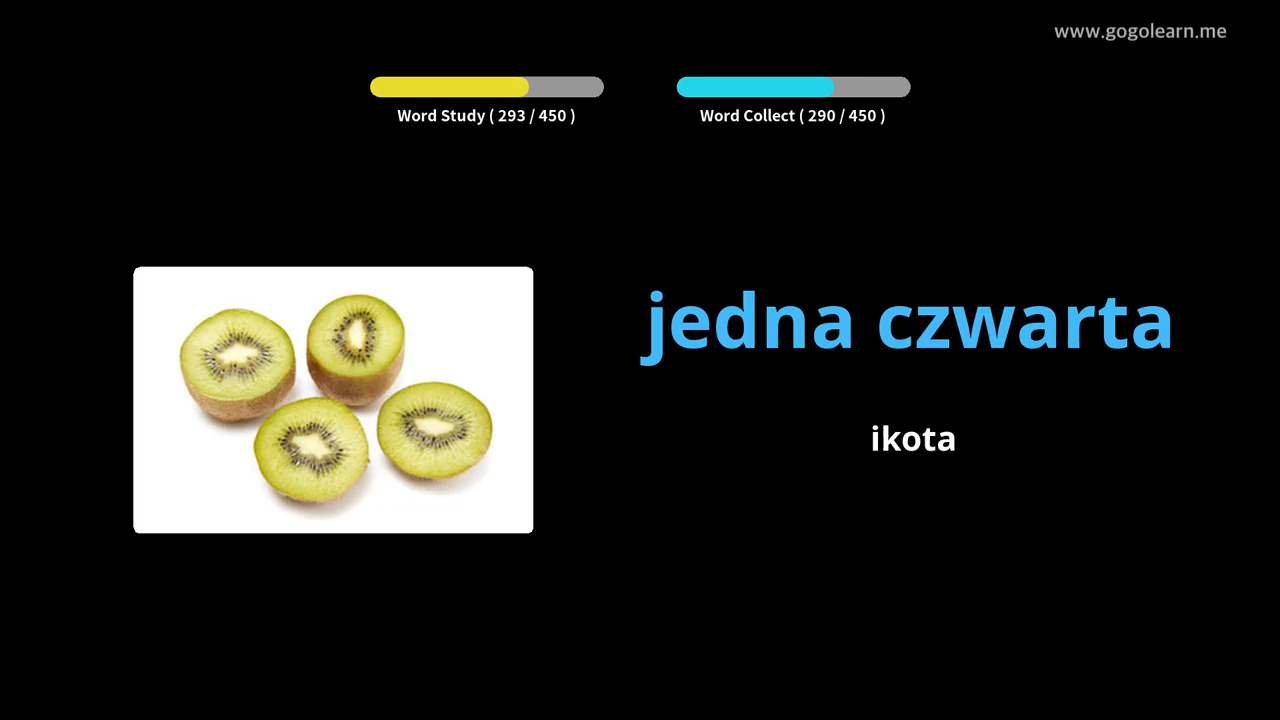 www.gogolearn.me
Word Study ( 293 / 450 )
Word Collect ( 290 / 450 )
jedna czwarta
ikota